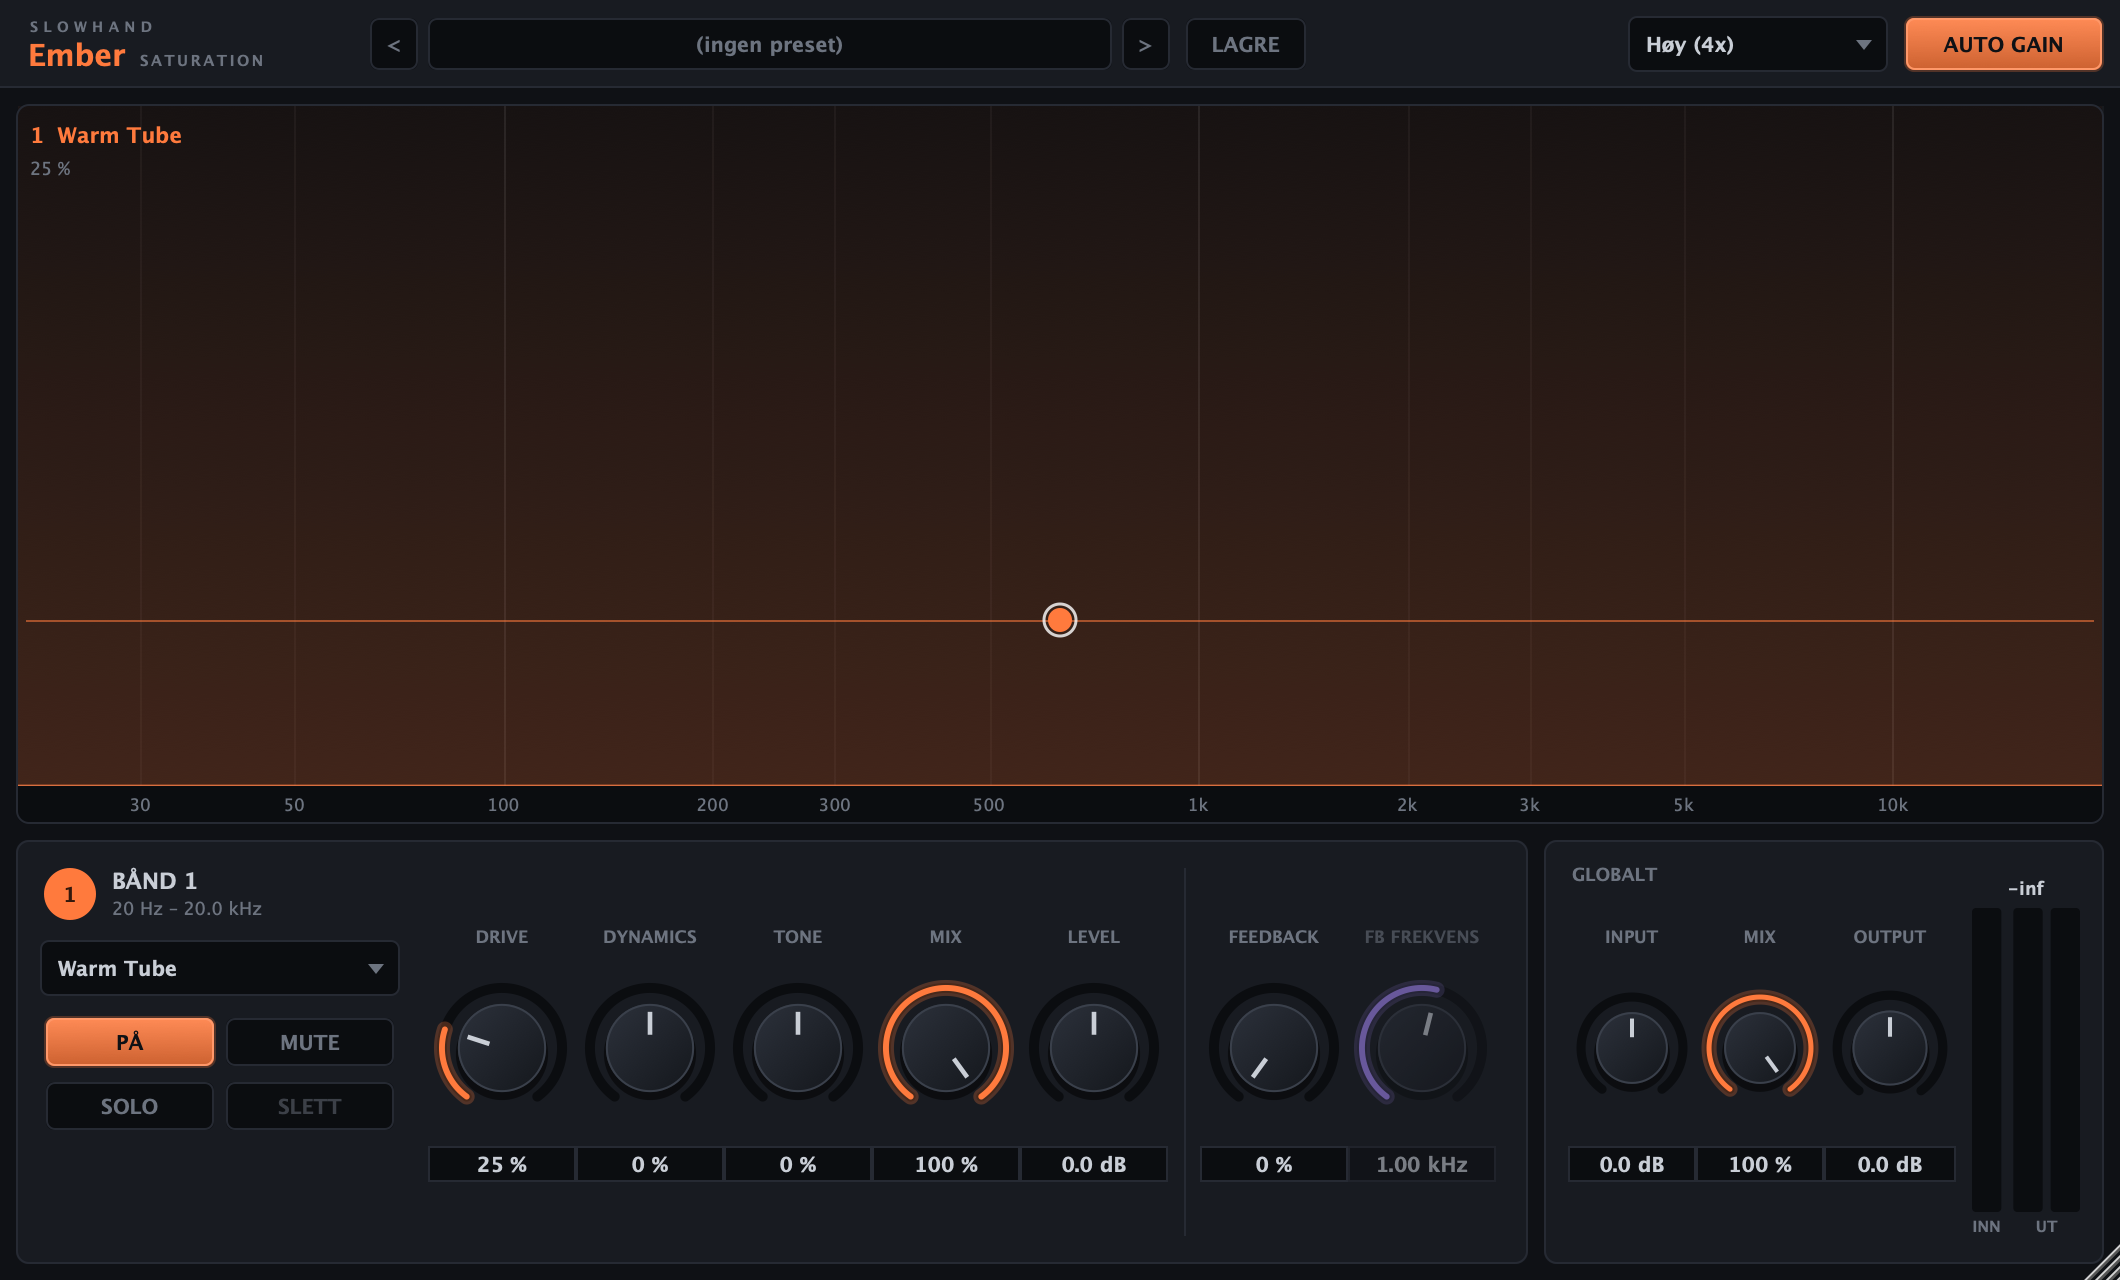 SLOWHAND
Ember SATURATION
<
(ingen preset)
>
LAGRE
Høy (4x)
AUTO GAIN
1 Warm Tube
25 %
30 50 100 200 300 500 1k 2k 3k 5k 10k
1
BÅND 1
20 Hz – 20.0 kHz
Warm Tube
PÅ
MUTE
SOLO
SLETT
DRIVE DYNAMICS TONE MIX LEVEL FEEDBACK FB FREKVENS
25 % 0 % 0 % 100 % 0.0 dB 0 % 1.00 kHz
GLOBALT
-inf
INPUT MIX OUTPUT
0.0 dB 100 % 0.0 dB
INN UT